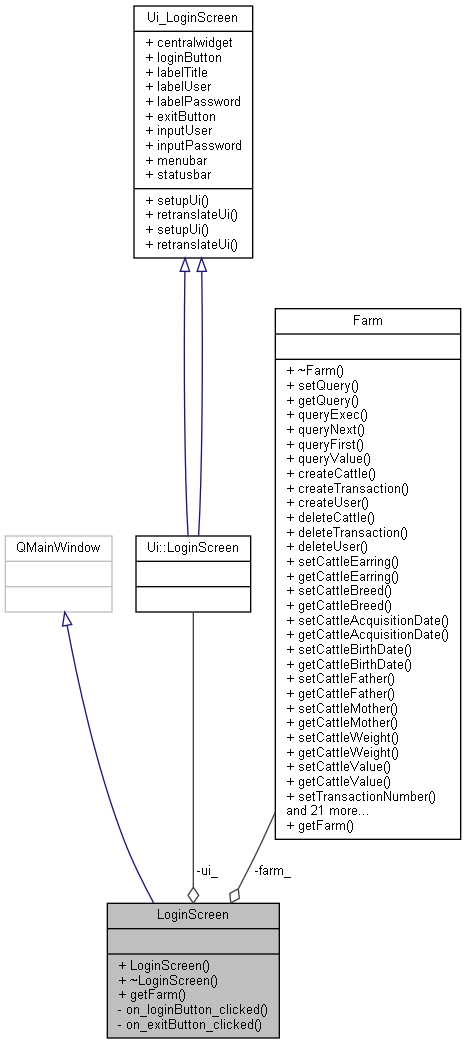 Ui_LoginScreen
+ centralwidget
+ loginButton
+ labelTitle
+ labelUser
+ labelPassword
+ exitButton
+ inputUser
+ inputPassword
+ menubar
+ statusbar
+ setupUi()
+ retranslateUi()
+ setupUi()
+ retranslateUi()
Farm
+ ~Farm()
+ setQuery()
+ getQuery()
+ queryExec()
+ queryNext()
+ queryFirst()
+ queryValue()
+ createCattle()
+ createTransaction()
+ createUser()
+ deleteCattle()
+ deleteTransaction()
+ deleteUser()
+ setCattleEarring()
+ getCattleEarring()
+ setCattleBreed()
+ getCattleBreed()
+ setCattleAcquisitionDate()
+ getCattleAcquisitionDate()
+ setCattleBirthDate()
+ getCattleBirthDate()
+ setCattleFather()
+ getCattleFather()
+ setCattleMother()
+ getCattleMother()
+ setCattleWeight()
+ getCattleWeight()
+ setCattleValue()
+ getCattleValue()
+ setTransactionNumber()
and 21 more...
+ getFarm()
QMainWindow
Ui::LoginScreen
-ui_
-farm_
LoginScreen
+ LoginScreen()
+ ~LoginScreen()
+ getFarm()
- on_loginButton_clicked()
- on_exitButton_clicked()